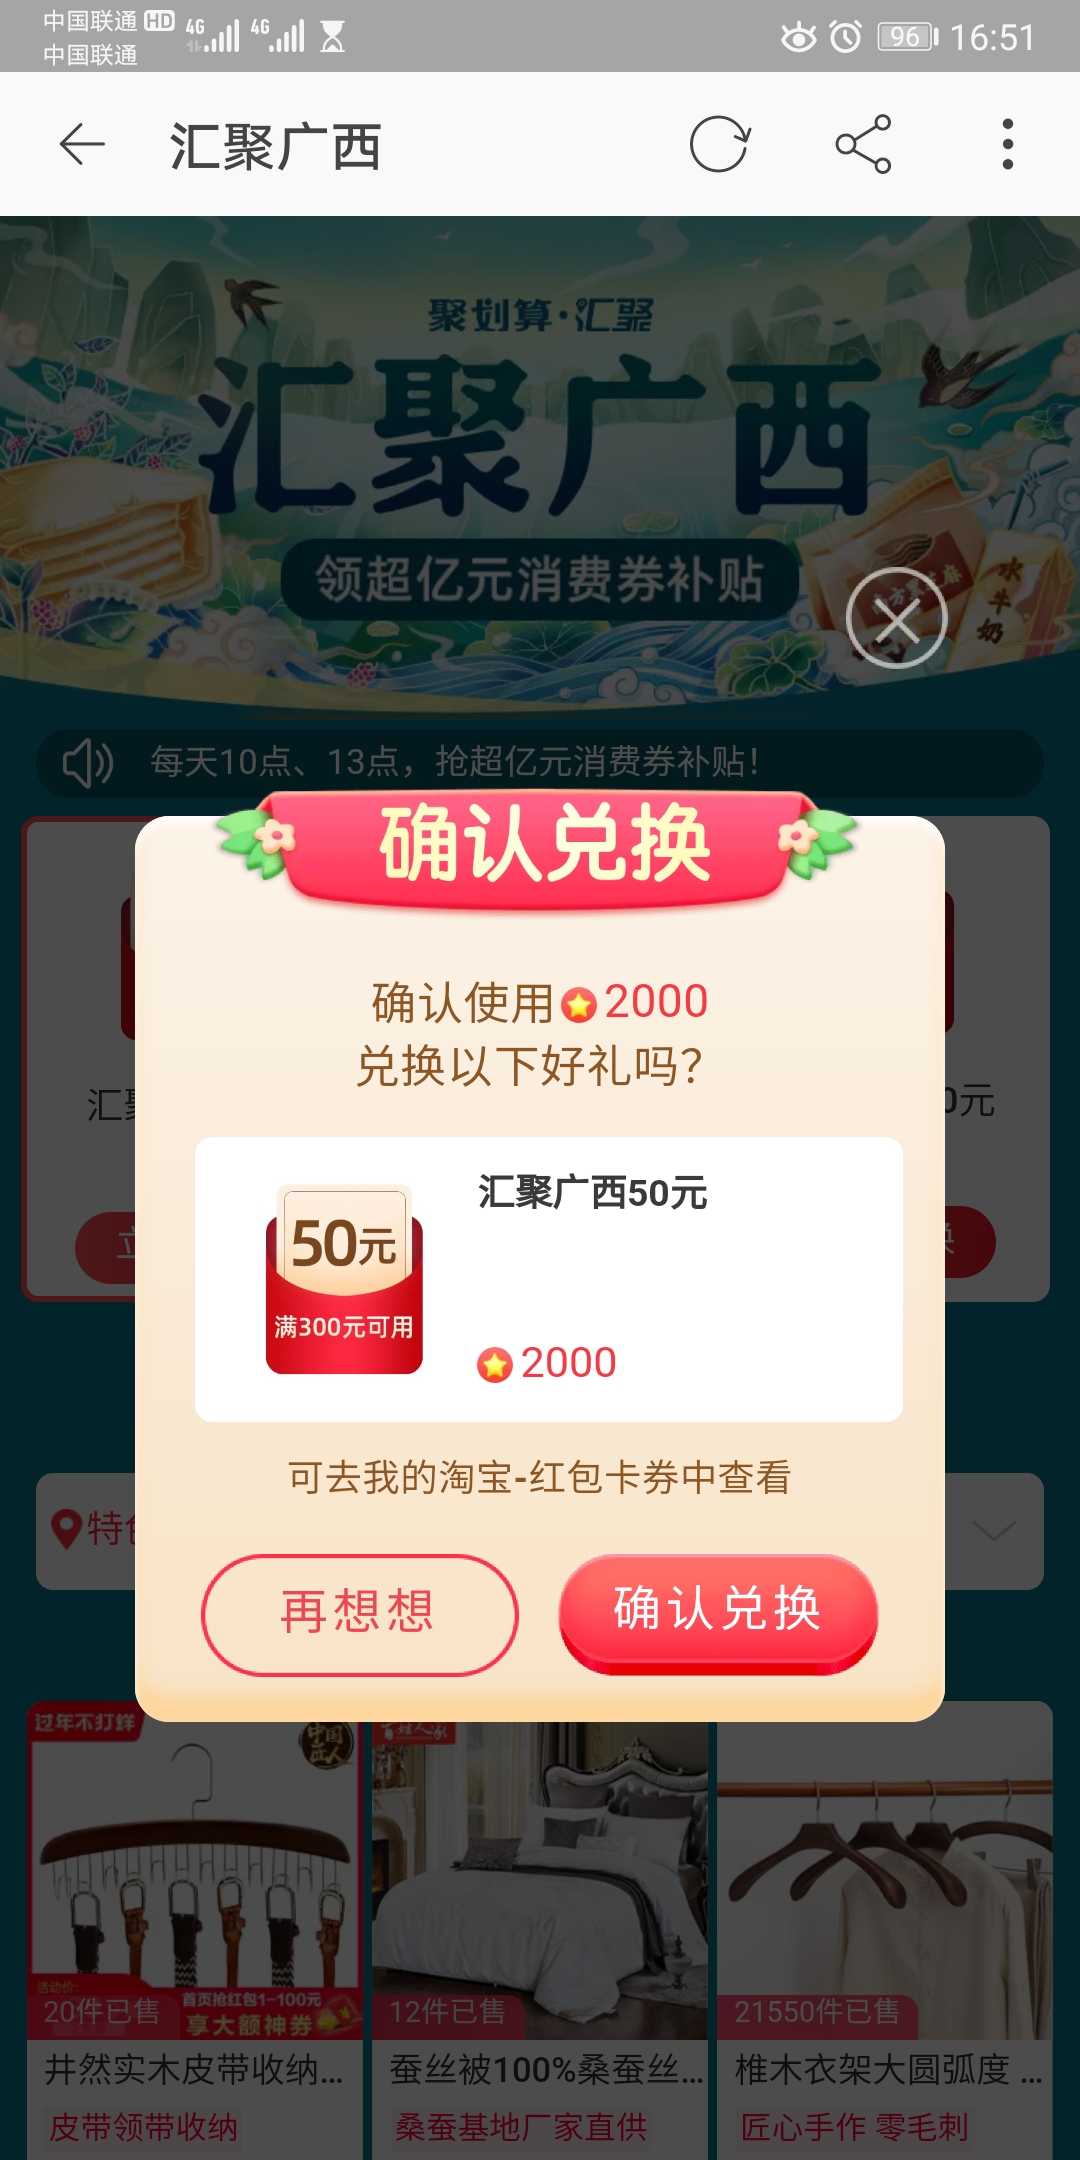 中国联通 HD 4G 4G 96 16:51
中国联通
汇聚广西
聚划算·汇聚
汇聚广西
领超亿元消费券补贴
水牛奶
每天10点、13点，抢超亿元消费券补贴！
确认兑换
确认使用2000
兑换以下好礼吗？
汇
0元
50元
满300元可用
汇聚广西50元
2000
可去我的淘宝-红包卡券中查看
特
再想想
确认兑换
过年不打烊
中国匠人
活动价：
20件已售
首页抢红包1-100元
享大额神券
12件已售
21550件已售
井然实木皮带收纳...
蚕丝被100%桑蚕丝...
椎木衣架大圆弧度 ...
皮带领带收纳
桑蚕基地厂家直供
匠心手作 零毛刺